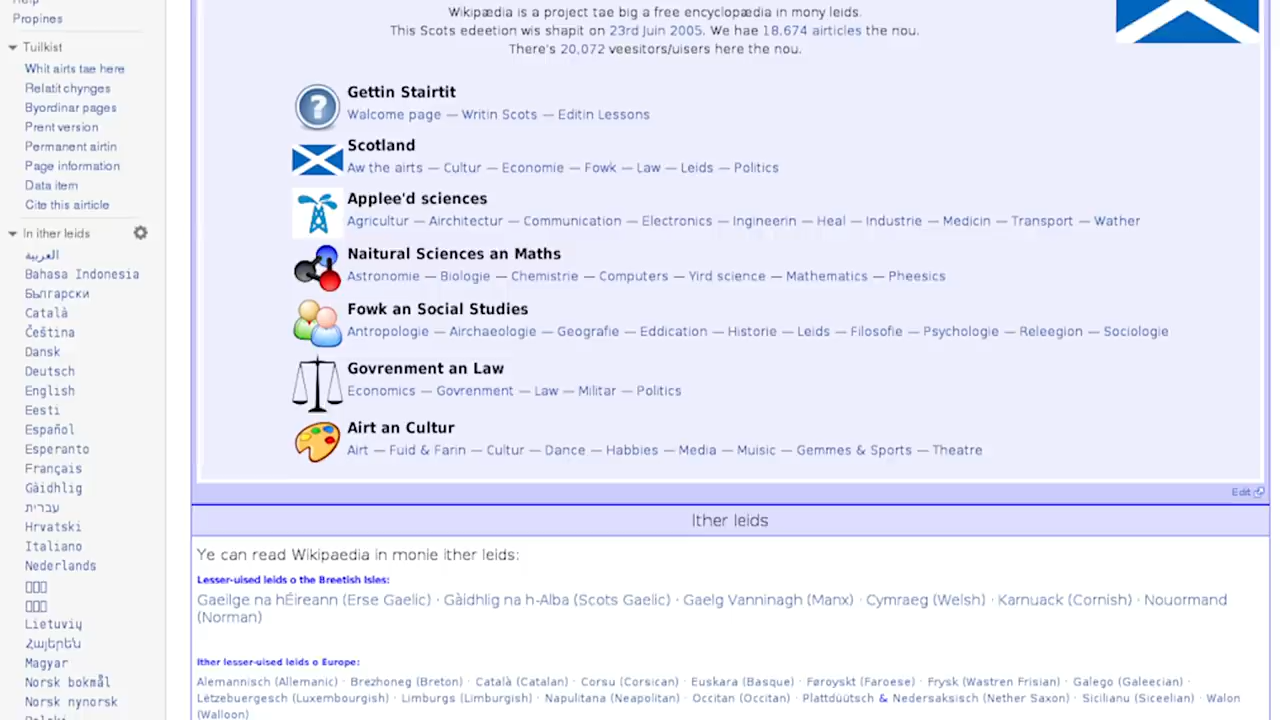 Help
Propines
Tuilkist
Whit airts tae here
Relatit chynges
Byordinar pages
Prent version
Permanent airtin
Page information
Data item
Cite this airticle
In ither leids
العربية
Bahasa Indonesia
Български
Català
Čeština
Dansk
Deutsch
English
Eesti
Español
Esperanto
Français
Gàidhlig
עברית
Hrvatski
Italiano
Nederlands
Lietuvių
Հայերեն
Magyar
Norsk bokmål
Norsk nynorsk
Wikipædia is a project tae big a free encyclopædia in mony leids.
This Scots edeetion wis shapit on 23rd Juin 2005. We hae 18,674 airticles the nou.
There's 20,072 veesitors/uisers here the nou.
Gettin Stairtit
Walcome page — Writin Scots — Editin Lessons
Scotland
Aw the airts — Cultur — Economie — Fowk — Law — Leids — Politics
Applee'd sciences
Agricultur — Airchitectur — Communication — Electronics — Ingineerin — Heal — Industrie — Medicin — Transport — Wather
Naitural Sciences an Maths
Astronomie — Biologie — Chemistrie — Computers — Yird science — Mathematics — Pheesics
Fowk an Social Studies
Antropologie — Airchaeologie — Geografie — Eddication — Historie — Leids — Filosofie — Psychologie — Releegion — Sociologie
Govrenment an Law
Economics — Govrenment — Law — Militar — Politics
Airt an Cultur
Airt — Fuid & Farin — Cultur — Dance — Habbies — Media — Muisic — Gemmes & Sports — Theatre
Edit
Ither leids
Ye can read Wikipaedia in monie ither leids:
Lesser-uised leids o the Breetish Isles:
Gaeilge na hÉireann (Erse Gaelic) · Gàidhlig na h-Alba (Scots Gaelic) · Gaelg Vanninagh (Manx) · Cymraeg (Welsh) · Karnuack (Cornish) · Nouormand
(Norman)
Ither lesser-uised leids o Europe:
Alemannisch (Allemanic) · Brezhoneg (Breton) · Català (Catalan) · Corsu (Corsican) · Euskara (Basque) · Føroyskt (Faroese) · Frysk (Wastren Frisian) · Galego (Galeecian) ·
Lëtzebuergesch (Luxembourgish) · Limburgs (Limburgish) · Napulitana (Neapolitan) · Occitan (Occitan) · Plattdüütsch & Nedersaksisch (Nether Saxon) · Sicilianu (Siceelian) · Walon
(Walloon)